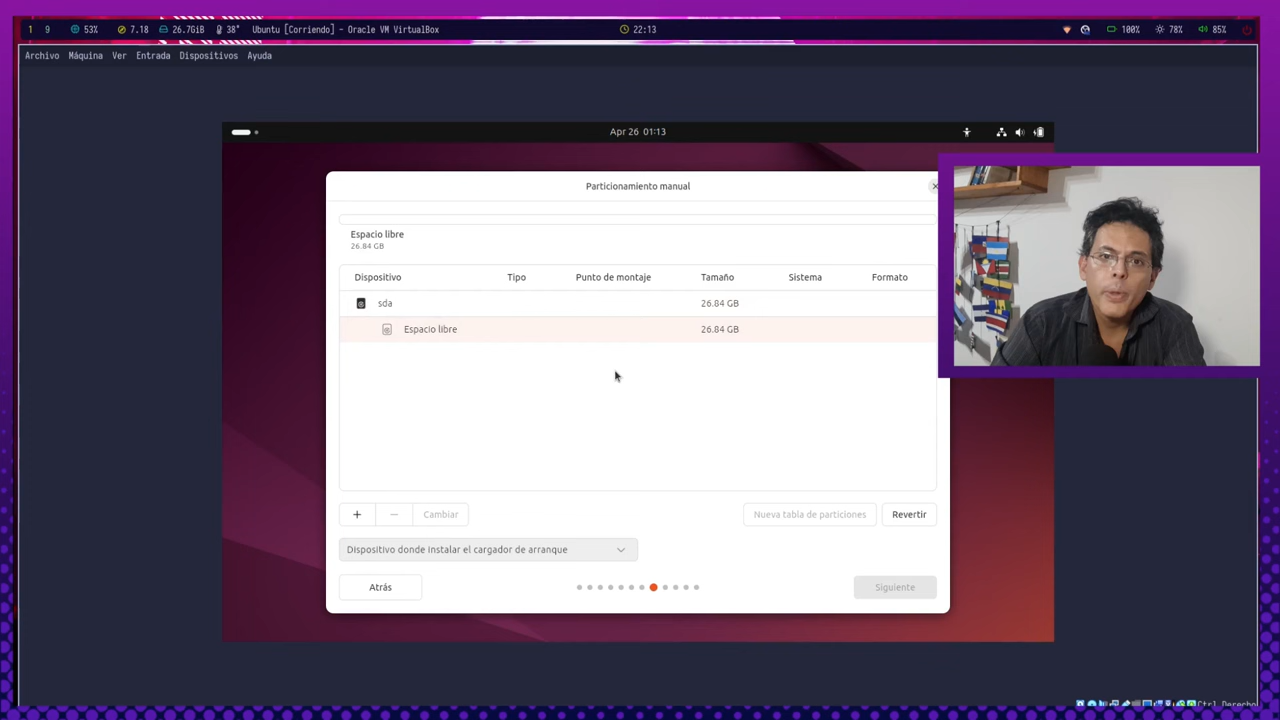 1 9 53% 7.18 26.7GiB 38° Ubuntu [Corriendo] - Oracle VM VirtualBox 22:13 100% 78% 85%
Archivo Máquina Ver Entrada Dispositivos Ayuda
Apr 26 01:13
Particionamiento manual
Espacio libre
26.84 GB
Dispositivo Tipo Punto de montaje Tamaño Sistema Formato
sda 26.84 GB
Espacio libre 26.84 GB
+ − Cambiar Nueva tabla de particiones Revertir
Dispositivo donde instalar el cargador de arranque
Atrás Siguiente
Ctrl Derecho